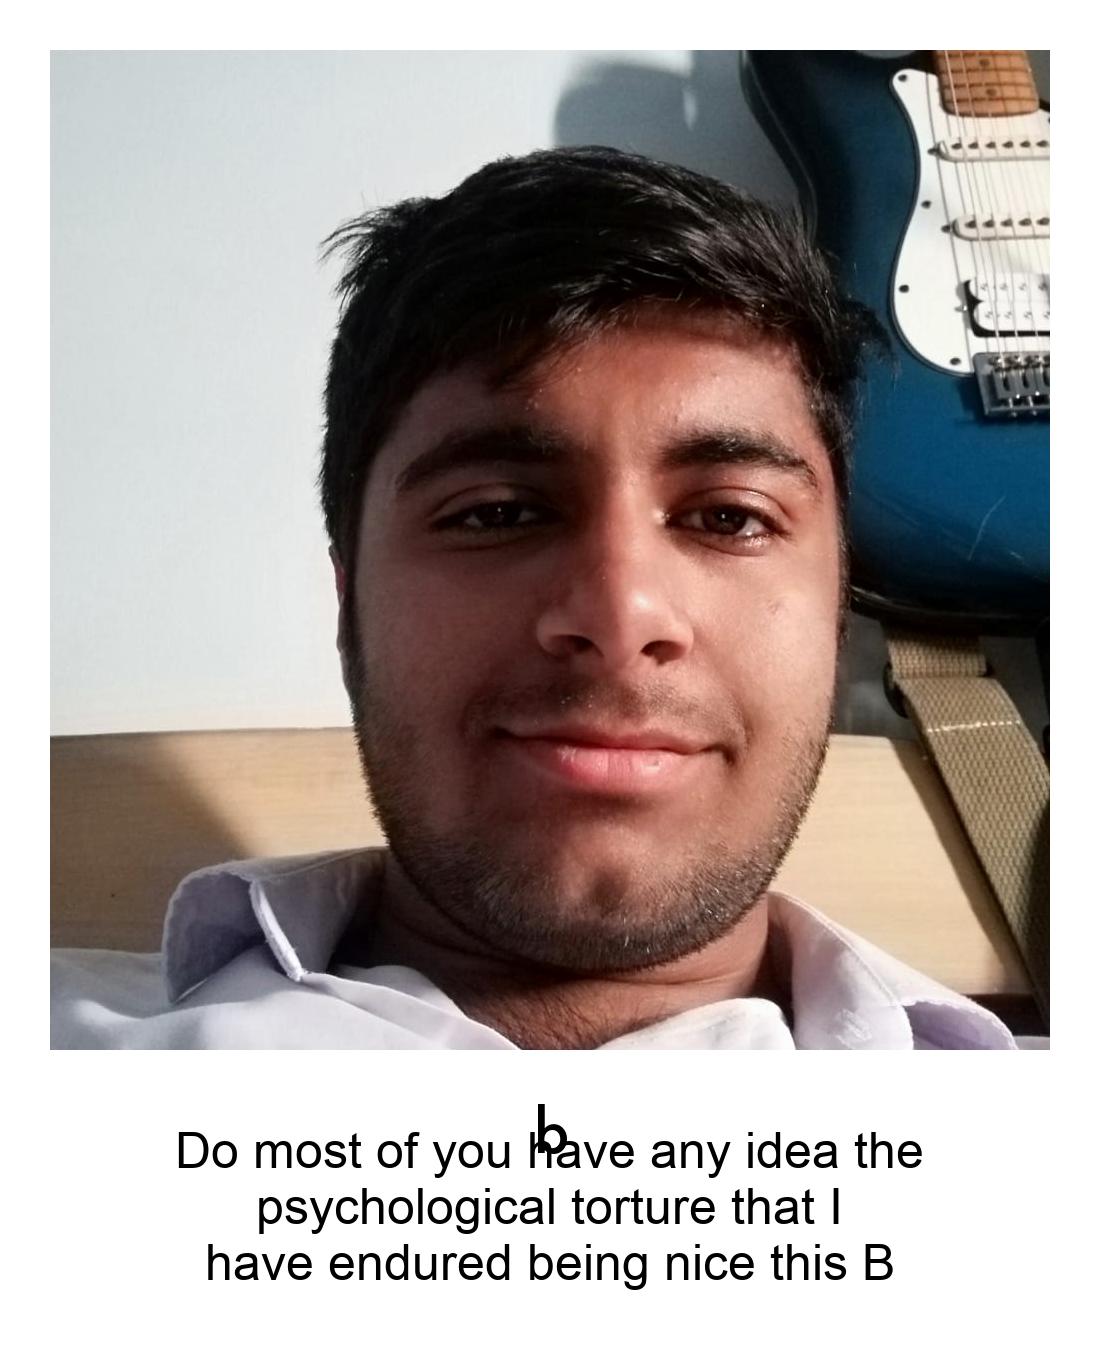 b
Do most of you have any idea the
psychological torture that I
have endured being nice this B